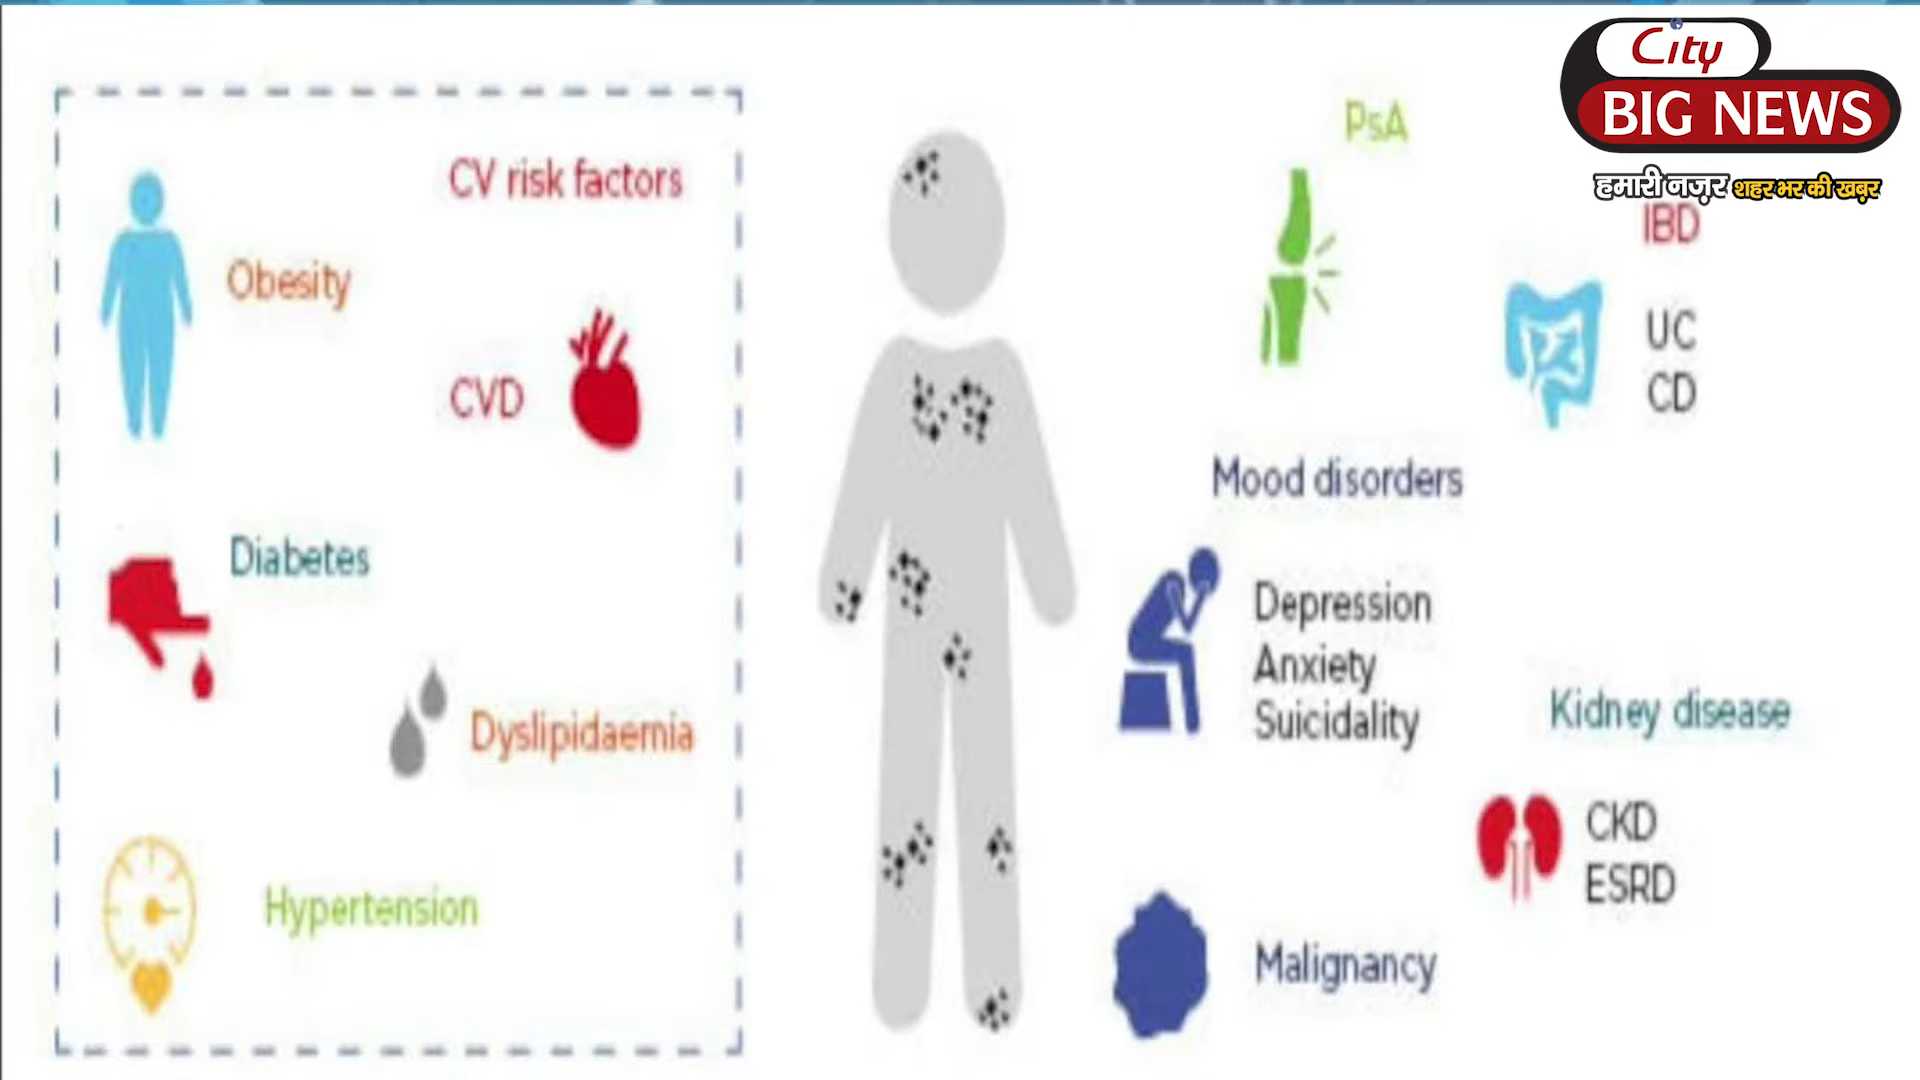 City
BIG NEWS
हमारी नज़र शहर भर की खब़र
CV risk factors
Obesity
CVD
Diabetes
Dyslipidaemia
Hypertension
PsA
IBD
UC
CD
Mood disorders
Depression
Anxiety
Suicidality
Kidney disease
CKD
ESRD
Malignancy